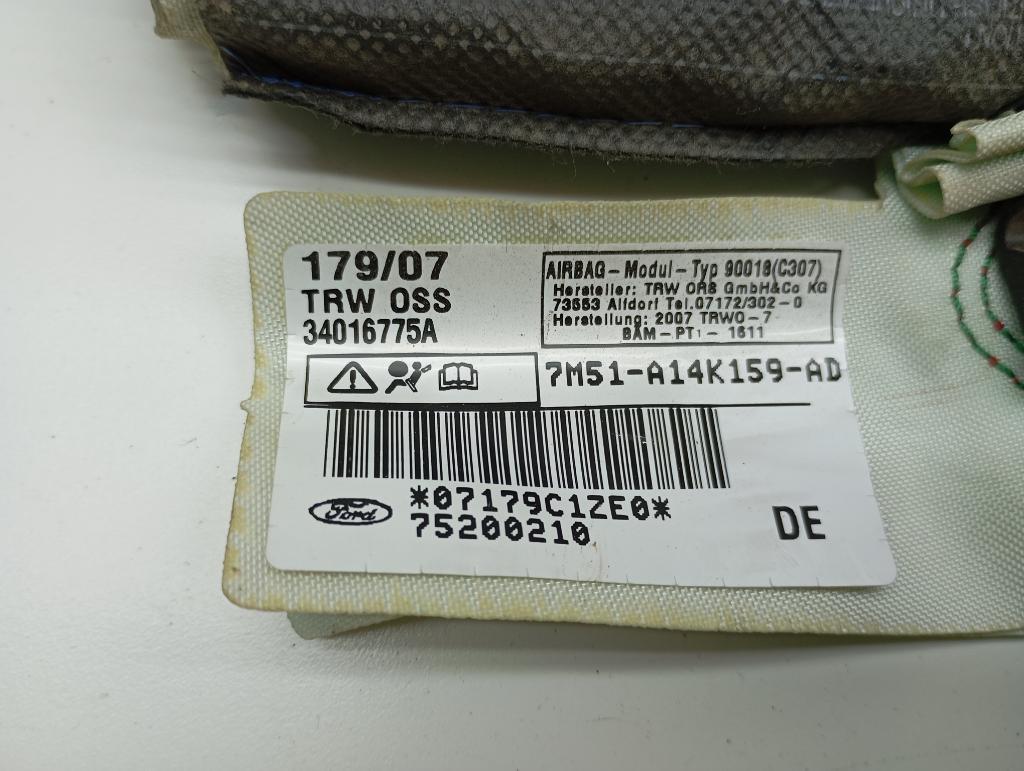 179/07
TRW OSS
34016775A
AIRBAG-Modul-Typ 90018(C307)
Hersteller: TRW ORS GmbH&Co KG
73553 Alfdorf Tel.07172/302-0
Herstellung: 2007 TRWO-7
BAM-PT1-1611
7M51-A14K159-AD
*07179C1ZE0*
Ford
75200210
DE